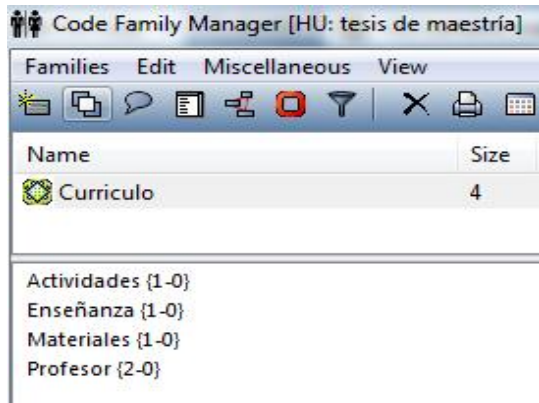 Code Family Manager [HU: tesis de maestría]
Families Edit Miscellaneous View
Name Size
Curriculo 4
Actividades {1-0}
Enseñanza {1-0}
Materiales {1-0}
Profesor {2-0}